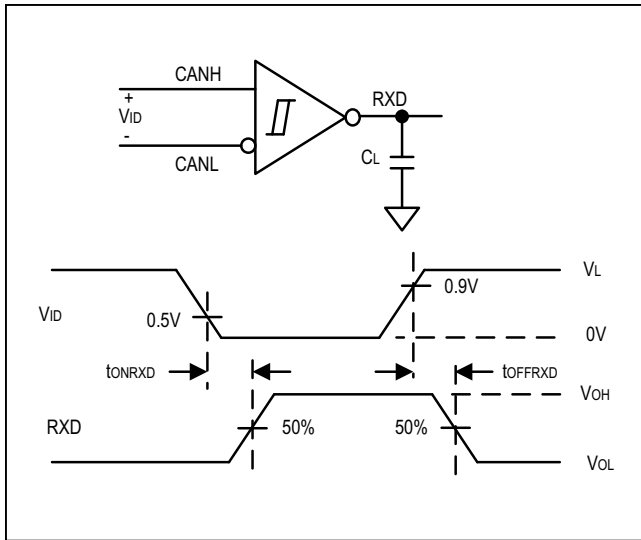 CANH
RXD
+
VID
-
CANL
CL
VL
0.9V
VID
0.5V
0V
tONRXD
tOFFRXD
VOH
RXD
50%
50%
VOL